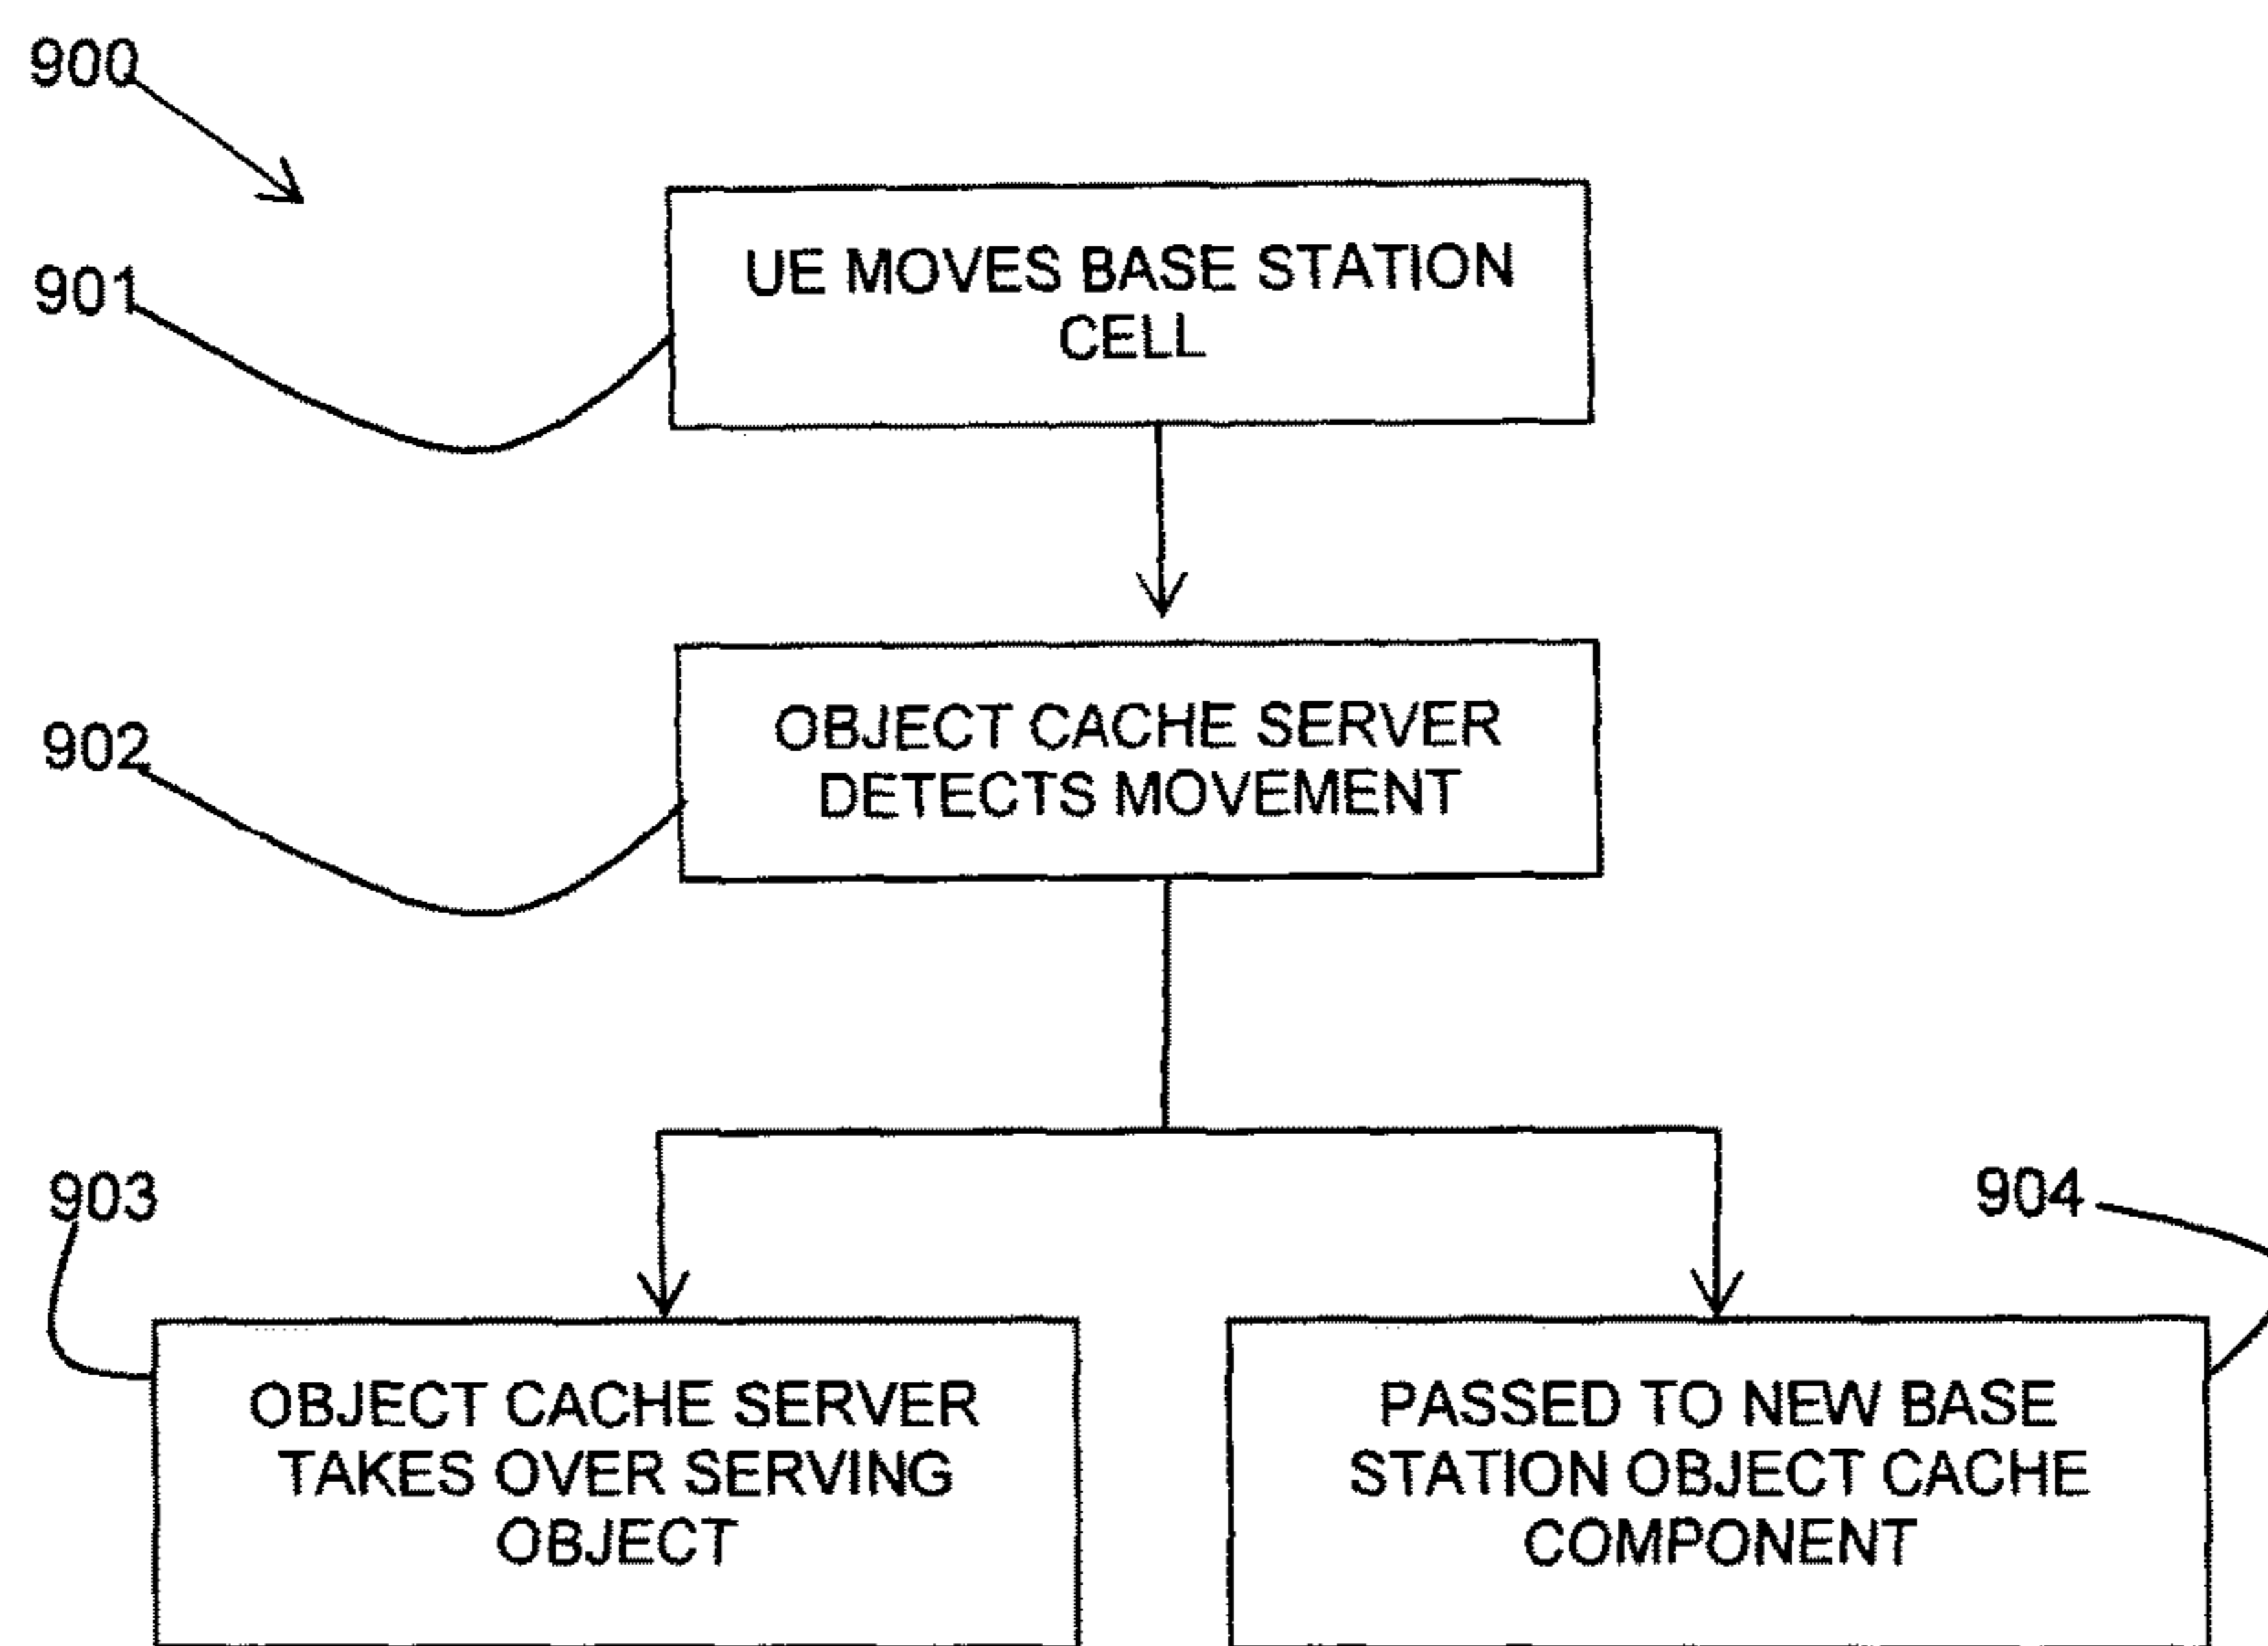 900
901
UE MOVES BASE STATION
CELL
902
OBJECT CACHE SERVER
DETECTS MOVEMENT
903
904
OBJECT CACHE SERVER
TAKES OVER SERVING
OBJECT
PASSED TO NEW BASE
STATION OBJECT CACHE
COMPONENT